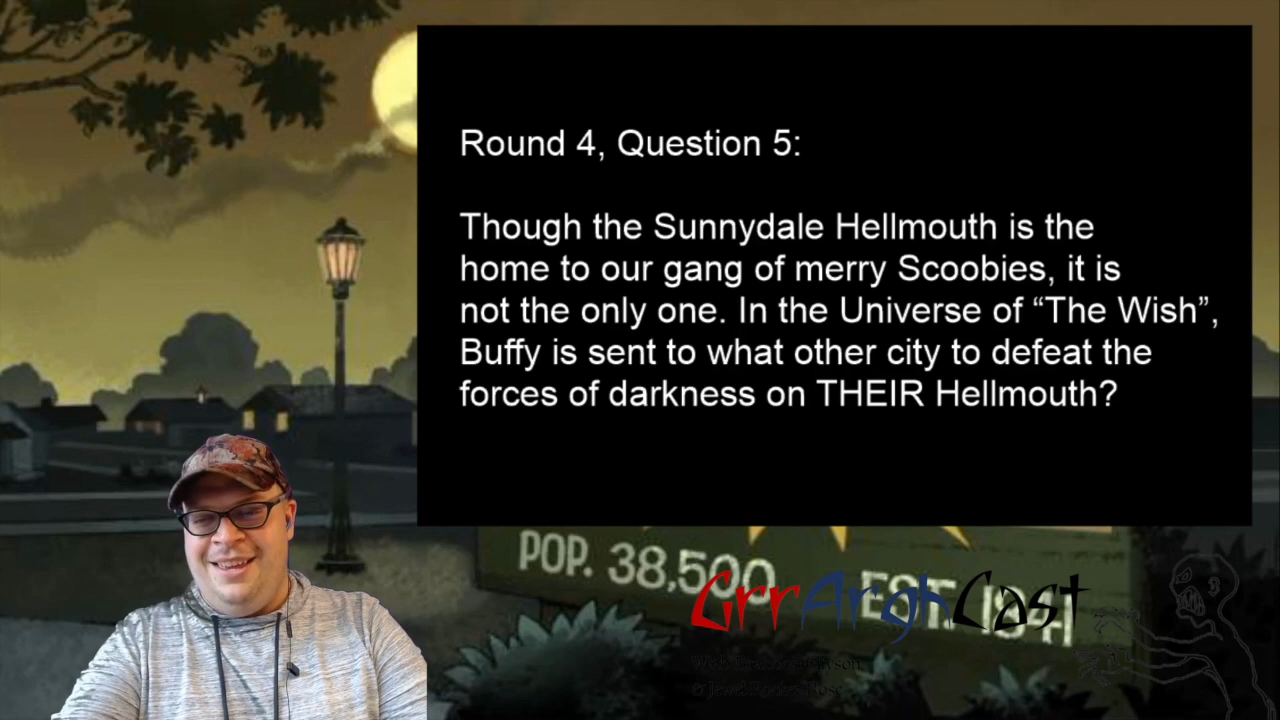 Round 4, Question 5:
Though the Sunnydale Hellmouth is the
home to our gang of merry Scoobies, it is
not the only one. In the Universe of “The Wish”,
Buffy is sent to what other city to defeat the
forces of darkness on THEIR Hellmouth?
POP. 38,500 EST.
GrrArghCast